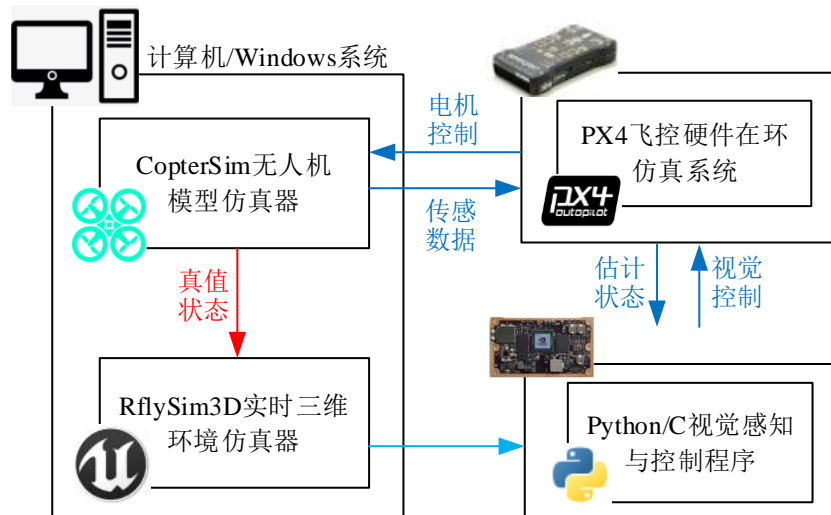 计算机/Windows系统
CopterSim无人机
模型仿真器
电机
控制
传感
数据
PX4飞控硬件在环
仿真系统
px4
autopilot
真值
状态
估计
状态
视觉
控制
RflySim3D实时三维
环境仿真器
Python/C视觉感知
与控制程序